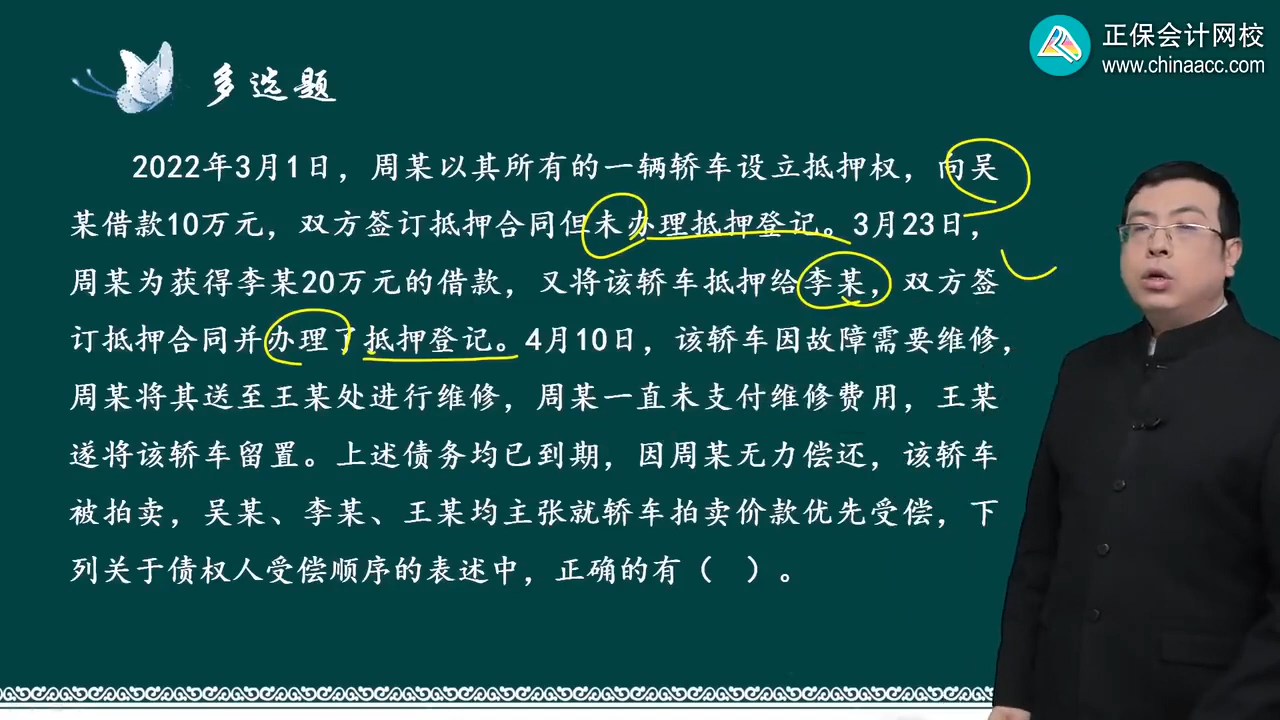 正保会计网校
www.chinaacc.com
多选题
2022年3月1日，周某以其所有的一辆轿车设立抵押权，向吴
某借款10万元，双方签订抵押合同但未办理抵押登记。3月23日，
周某为获得李某20万元的借款，又将该轿车抵押给李某，双方签
订抵押合同并办理了抵押登记。4月10日，该轿车因故障需要维修，
周某将其送至王某处进行维修，周某一直未支付维修费用，王某
遂将该轿车留置。上述债务均已到期，因周某无力偿还，该轿车
被拍卖，吴某、李某、王某均主张就轿车拍卖价款优先受偿，下
列关于债权人受偿顺序的表述中，正确的有（ ）。